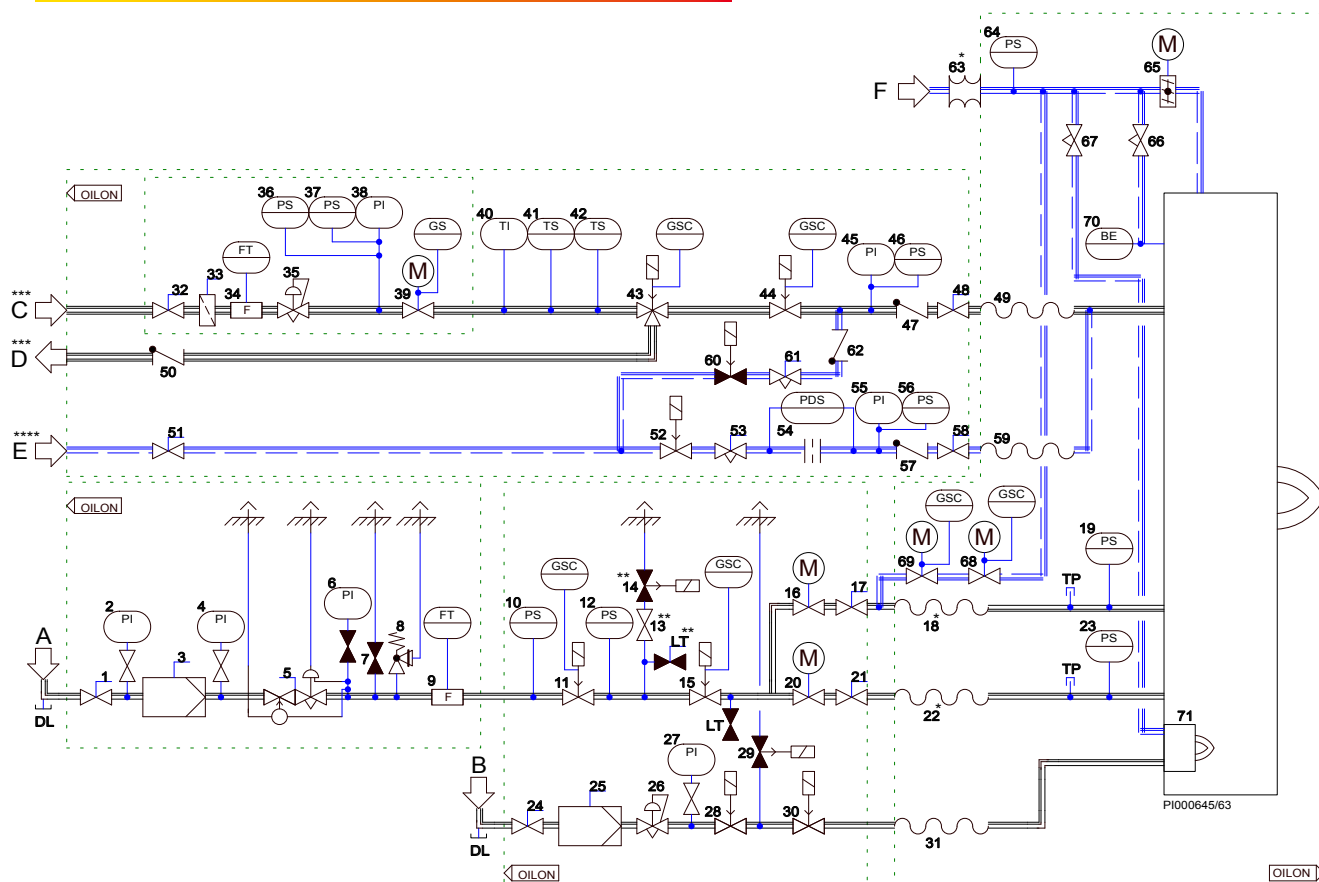 64 PS
M
* 63
65
F
67
66
OILON
36 37 38
PS PS PI
FT
35
33
34 F
32
GS
M
39
40 41 42
TI TS TS
GSC
43
GSC
44
45 46
PI PS
47
48
49
70 BE
***
C
***
D
50
60
61
62
****
E
51
52
53
PDS
54
55 56
PI PS
57
58
59
OILON
GSC
GSC
M
M
69
68
19
PS
TP
2 PI
4 PI
6 PI
8
7
FT
9 F
A
1
3
5
DL
10 PS
GSC
11
12 PS
** 14
13 **
LT **
GSC
15
M
16 17
* 18
M
20 21
22 *
23
PS
TP
LT
29
27
PI
B
24
25
26
28
30
31
DL
71
PI000645/63
OILON
OILON